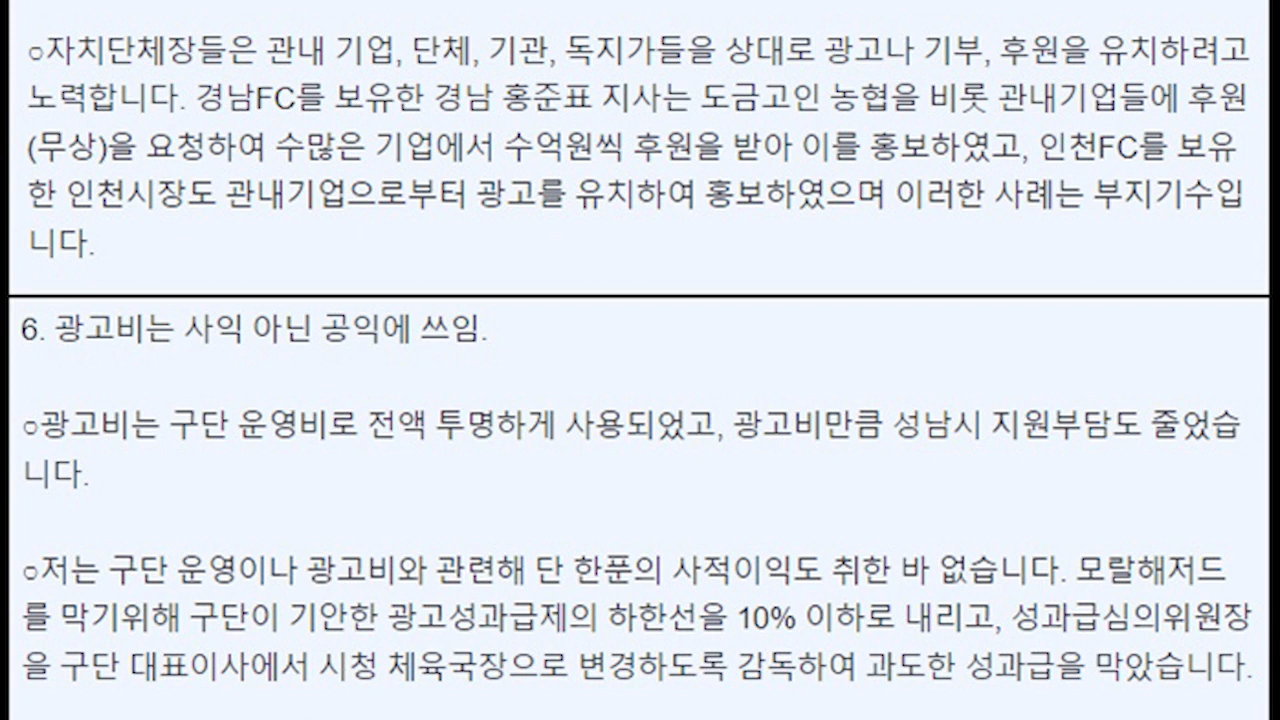 ○자치단체장들은 관내 기업, 단체, 기관, 독지가들을 상대로 광고나 기부, 후원을 유치하려고
노력합니다. 경남FC를 보유한 경남 홍준표 지사는 도금고인 농협을 비롯 관내기업들에 후원
(무상)을 요청하여 수많은 기업에서 수억원씩 후원을 받아 이를 홍보하였고, 인천FC를 보유
한 인천시장도 관내기업으로부터 광고를 유치하여 홍보하였으며 이러한 사례는 부지기수입
니다.
6. 광고비는 사익 아닌 공익에 쓰임.
○광고비는 구단 운영비로 전액 투명하게 사용되었고, 광고비만큼 성남시 지원부담도 줄었습
니다.
○저는 구단 운영이나 광고비와 관련해 단 한푼의 사적이익도 취한 바 없습니다. 모랄해저드
를 막기위해 구단이 기안한 광고성과급제의 하한선을 10% 이하로 내리고, 성과급심의위원장
을 구단 대표이사에서 시청 체육국장으로 변경하도록 감독하여 과도한 성과급을 막았습니다.